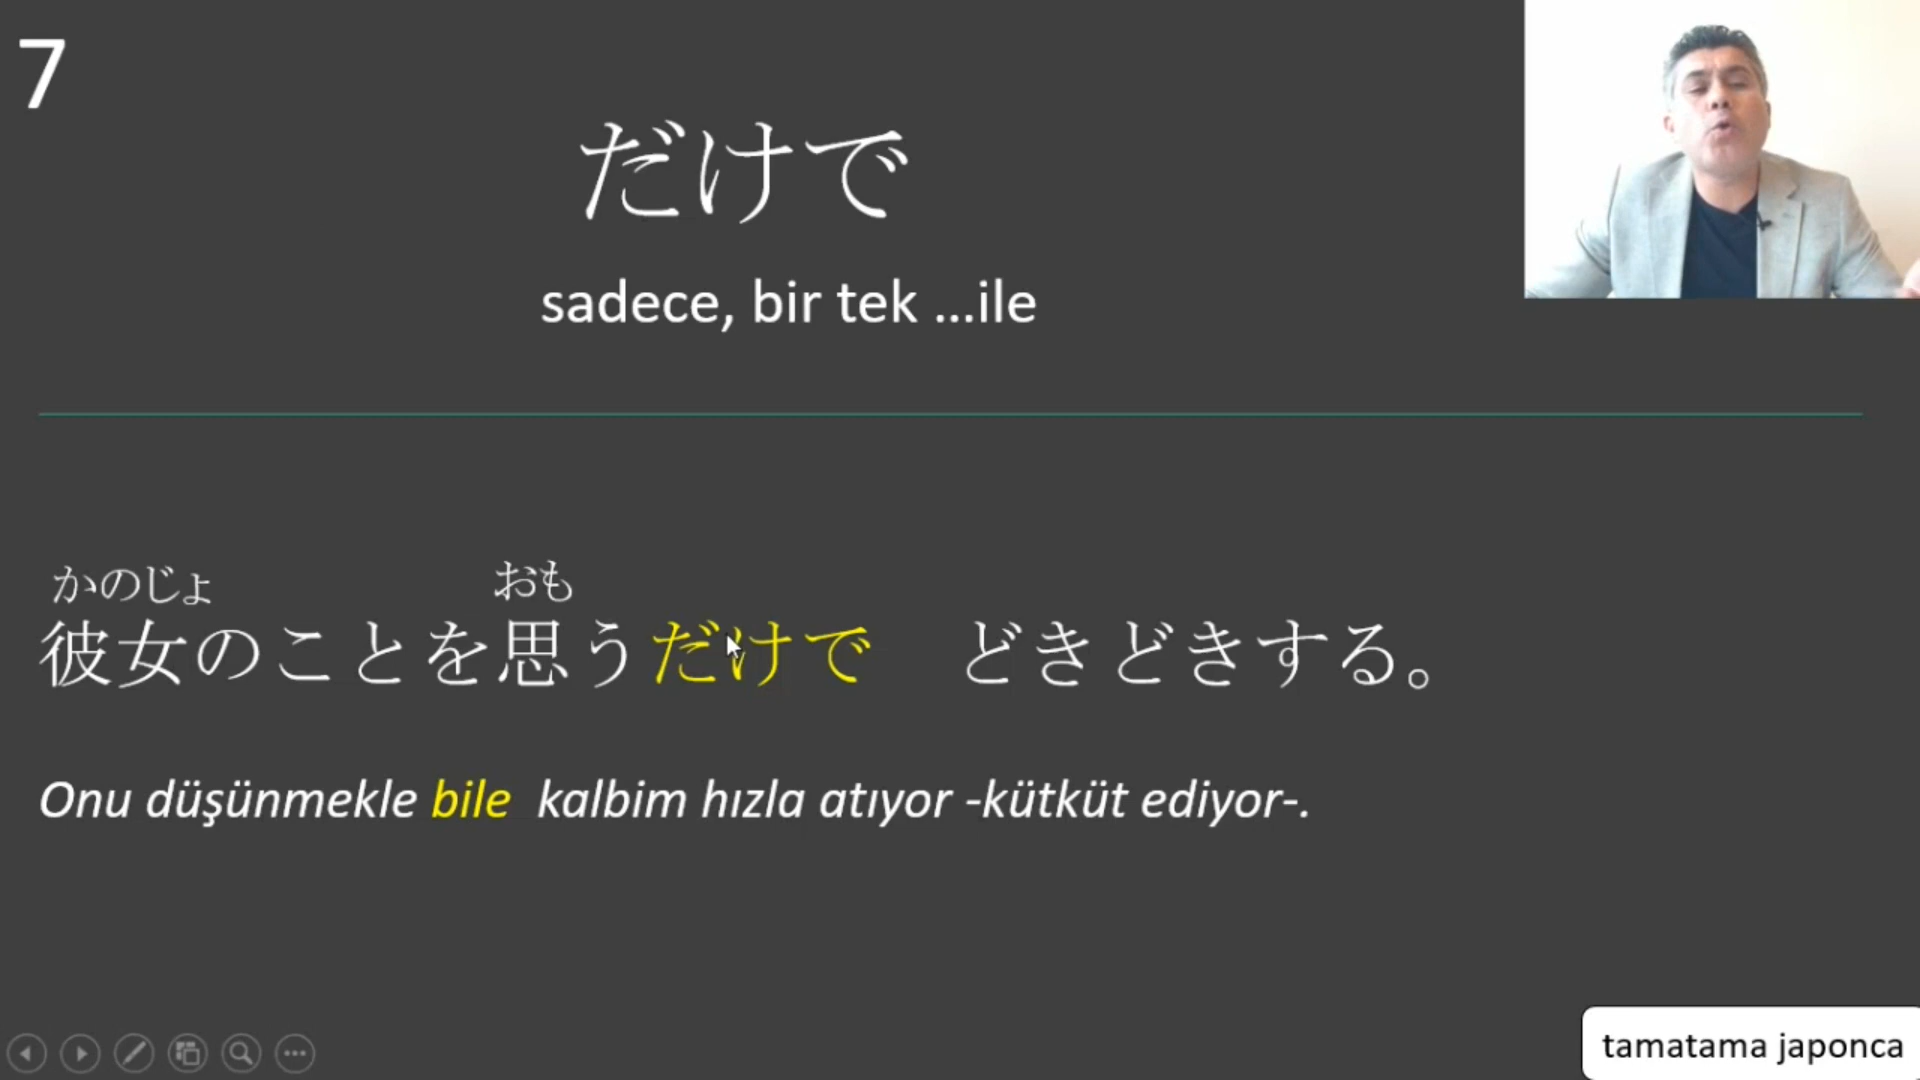 7
だけで
sadece, bir tek ...ile
かのじょ おも
彼女のことを思うだけで どきどきする。
Onu düşünmekle bile kalbim hızla atıyor -kütküt ediyor-.
tamatama japonca